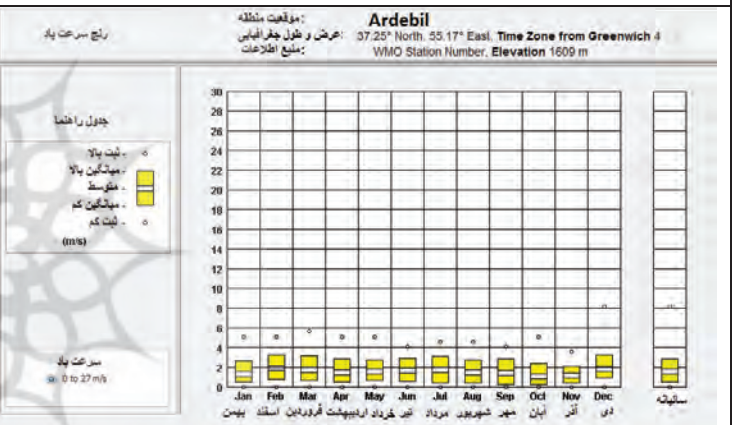 رنج سرعت باد
موقعیت منطقه: Ardebil
عرض و طول جغرافیایی: 37.25° North, 55.17° East, Time Zone from Greenwich 4
منبع اطلاعات: WMO Station Number, Elevation 1609 m
جدول راهنما
ثبت بالا -
میانگین بالا -
متوسط -
میانگین کم -
ثبت کم -
(m/s)
سرعت باد
0 to 27 m/s
30
28
26
24
22
20
18
16
14
12
10
8
6
4
2
0
Jan Feb Mar Apr May Jun Jul Aug Sep Oct Nov Dec
بهمن اسفند فروردین اردیبهشت خرداد تیر مرداد شهریور مهر آبان آذر دی
سالیانه